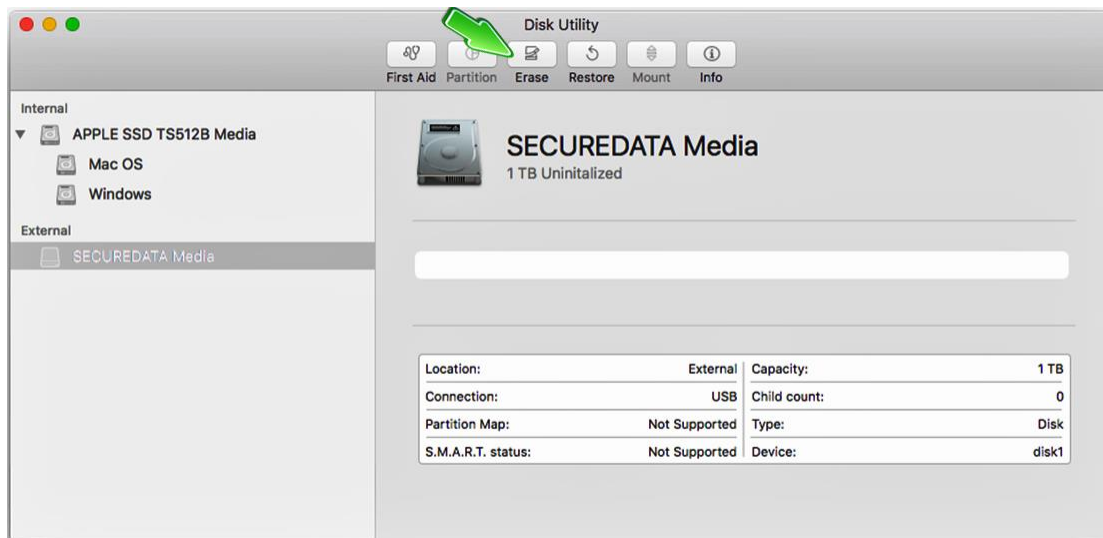 Disk Utility
First Aid Partition Erase Restore Mount Info
Internal
APPLE SSD TS512B Media
Mac OS
Windows
External
SECUREDATA Media
SECUREDATA Media
1 TB Uninitalized
Location: External Capacity: 1 TB
Connection: USB Child count: 0
Partition Map: Not Supported Type: Disk
S.M.A.R.T. status: Not Supported Device: disk1